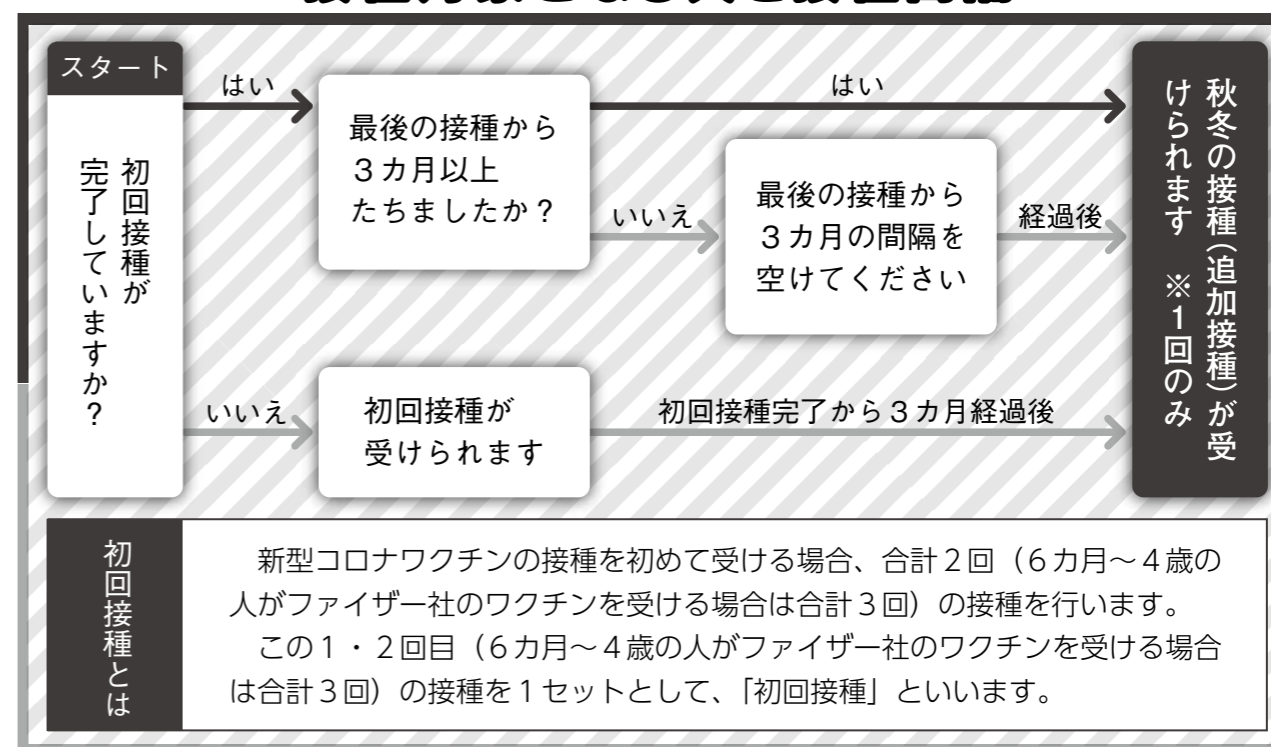 スタート
初回接種が
完了していますか?
はい
最後の接種から
3カ月以上
たちましたか?
はい
いいえ
最後の接種から
3カ月の間隔を
空けてください
経過後
いいえ
初回接種が
受けられます
初回接種完了から3カ月経過後
秋冬の接種(追加接種)が受
けられます ※1回のみ
初回接種とは
新型コロナワクチンの接種を初めて受ける場合、合計2回(6カ月~4歳の
人がファイザー社のワクチンを受ける場合は合計3回)の接種を行います。
この1・2回目(6カ月~4歳の人がファイザー社のワクチンを受ける場合
は合計3回)の接種を1セットとして、「初回接種」といいます。